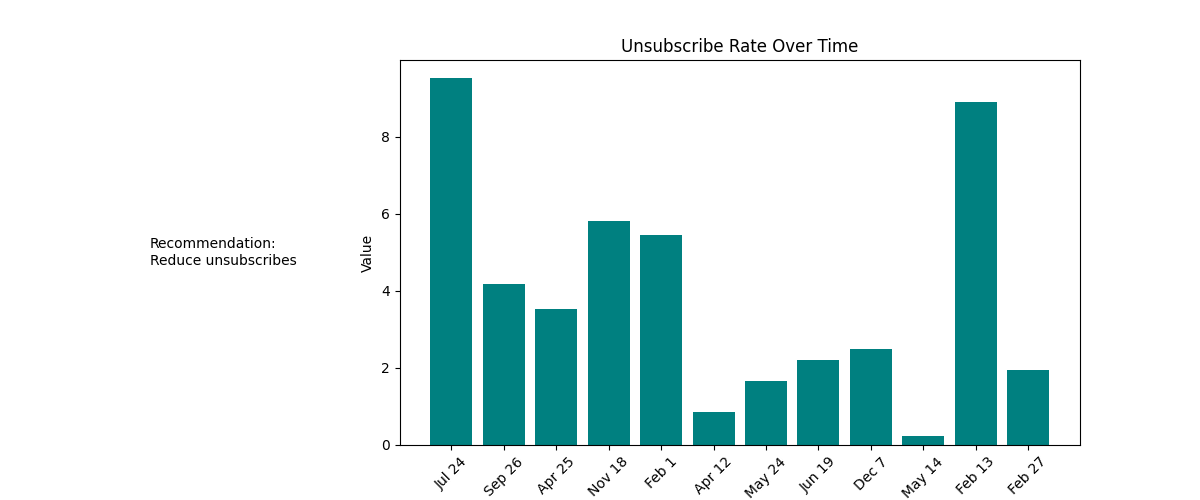 Unsubscribe Rate Over Time
Recommendation:
Reduce unsubscribes
Value
8
6
4
2
0
Jul 24
Sep 26
Apr 25
Nov 18
Feb 1
Apr 12
May 24
Jun 19
Dec 7
May 14
Feb 13
Feb 27